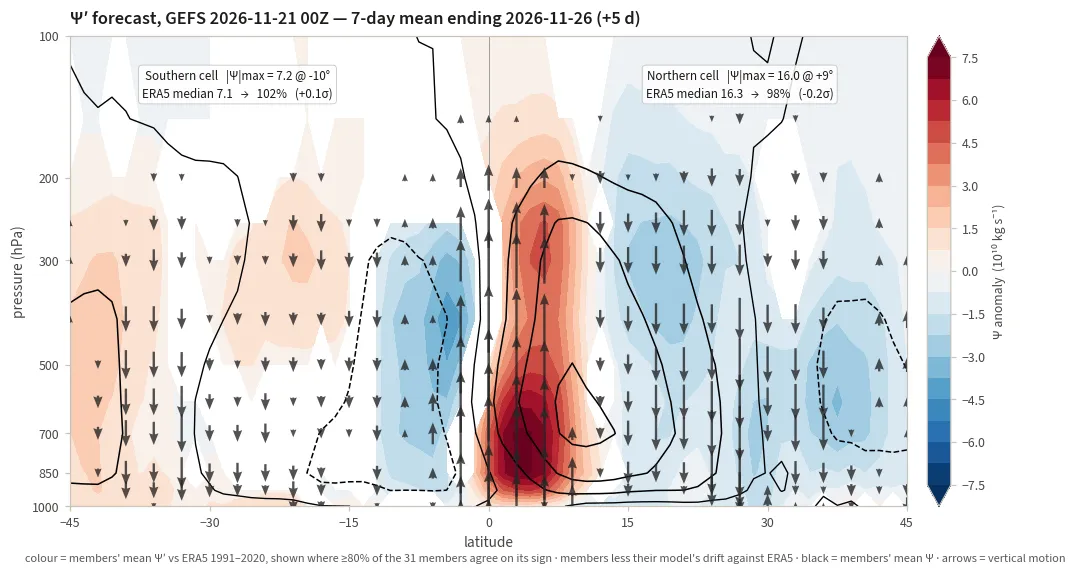 Ψ′ forecast, GEFS 2026-11-21 00Z — 7-day mean ending 2026-11-26 (+5 d)
Southern cell |Ψ|max = 7.2 @ -10°
ERA5 median 7.1 → 102% (+0.1σ)
Northern cell |Ψ|max = 16.0 @ +9°
ERA5 median 16.3 → 98% (-0.2σ)
pressure (hPa)
100
200
300
400
500
700
850
1000
−45
−30
−15
0
15
30
45
latitude
7.5
6.0
4.5
3.0
1.5
0.0
−1.5
−3.0
−4.5
−6.0
−7.5
Ψ anomaly (10¹⁰ kg s⁻¹)
colour = members' mean Ψ′ vs ERA5 1991–2020, shown where ≥80% of the 31 members agree on its sign · members less their model's drift against ERA5 · black = members' mean Ψ · arrows = vertical motion